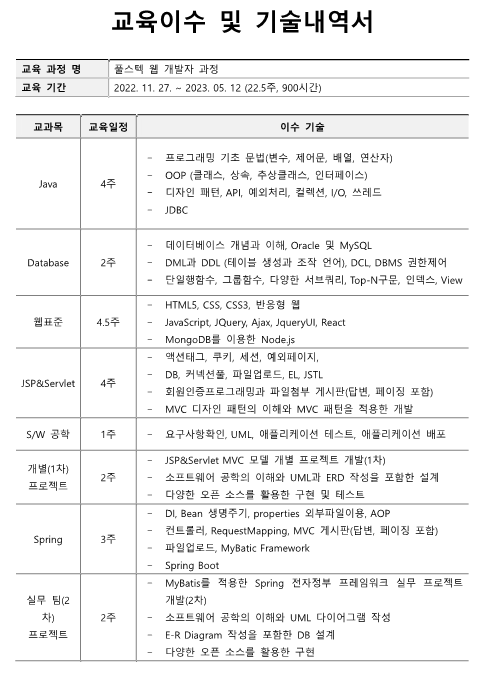 교육이수 및 기술내역서
교육 과정 명 풀스텍 웹 개발자 과정
교육 기간 2022. 11. 27. ~ 2023. 05. 12 (22.5주, 900시간)
교과목 교육일정 이수 기술
Java 4주
- 프로그래밍 기초 문법(변수, 제어문, 배열, 연산자)
- OOP (클래스, 상속, 추상클래스, 인터페이스)
- 디자인 패턴, API, 예외처리, 컬렉션, I/O, 쓰레드
- JDBC
Database 2주
- 데이터베이스 개념과 이해, Oracle 및 MySQL
- DML과 DDL (테이블 생성과 조작 언어), DCL, DBMS 권한제어
- 단일행함수, 그룹함수, 다양한 서브쿼리, Top-N구문, 인덱스, View
웹표준 4.5주
- HTML5, CSS, CSS3, 반응형 웹
- JavaScript, JQuery, Ajax, JqueryUI, React
- MongoDB를 이용한 Node.js
JSP&Servlet 4주
- 액션태그, 쿠키, 세션, 예외페이지,
- DB, 커넥션풀, 파일업로드, EL, JSTL
- 회원인증프로그램과 파일첨부 게시판(답변, 페이징 포함)
- MVC 디자인 패턴의 이해와 MVC 패턴을 적용한 개발
S/W 공학 1주
- 요구사항확인, UML, 애플리케이션 테스트, 애플리케이션 배포
개별(1차)
프로젝트
2주
- JSP&Servlet MVC 모델 개별 프로젝트 개발(1차)
- 소프트웨어 공학의 이해와 UML과 ERD 작성을 포함한 설계
- 다양한 오픈 소스를 활용한 구현 및 테스트
Spring 3주
- DI, Bean 생명주기, properties 외부파일이용, AOP
- 컨트롤러, RequestMapping, MVC 게시판(답변, 페이징 포함)
- 파일업로드, MyBatic Framework
- Spring Boot
실무 팀(2
차)
프로젝트
2주
- MyBatis를 적용한 Spring 전자정부 프레임워크 실무 프로젝트
개발(2차)
- 소프트웨어 공학의 이해와 UML 다이어그램 작성
- E-R Diagram 작성을 포함한 DB 설계
- 다양한 오픈 소스를 활용한 구현